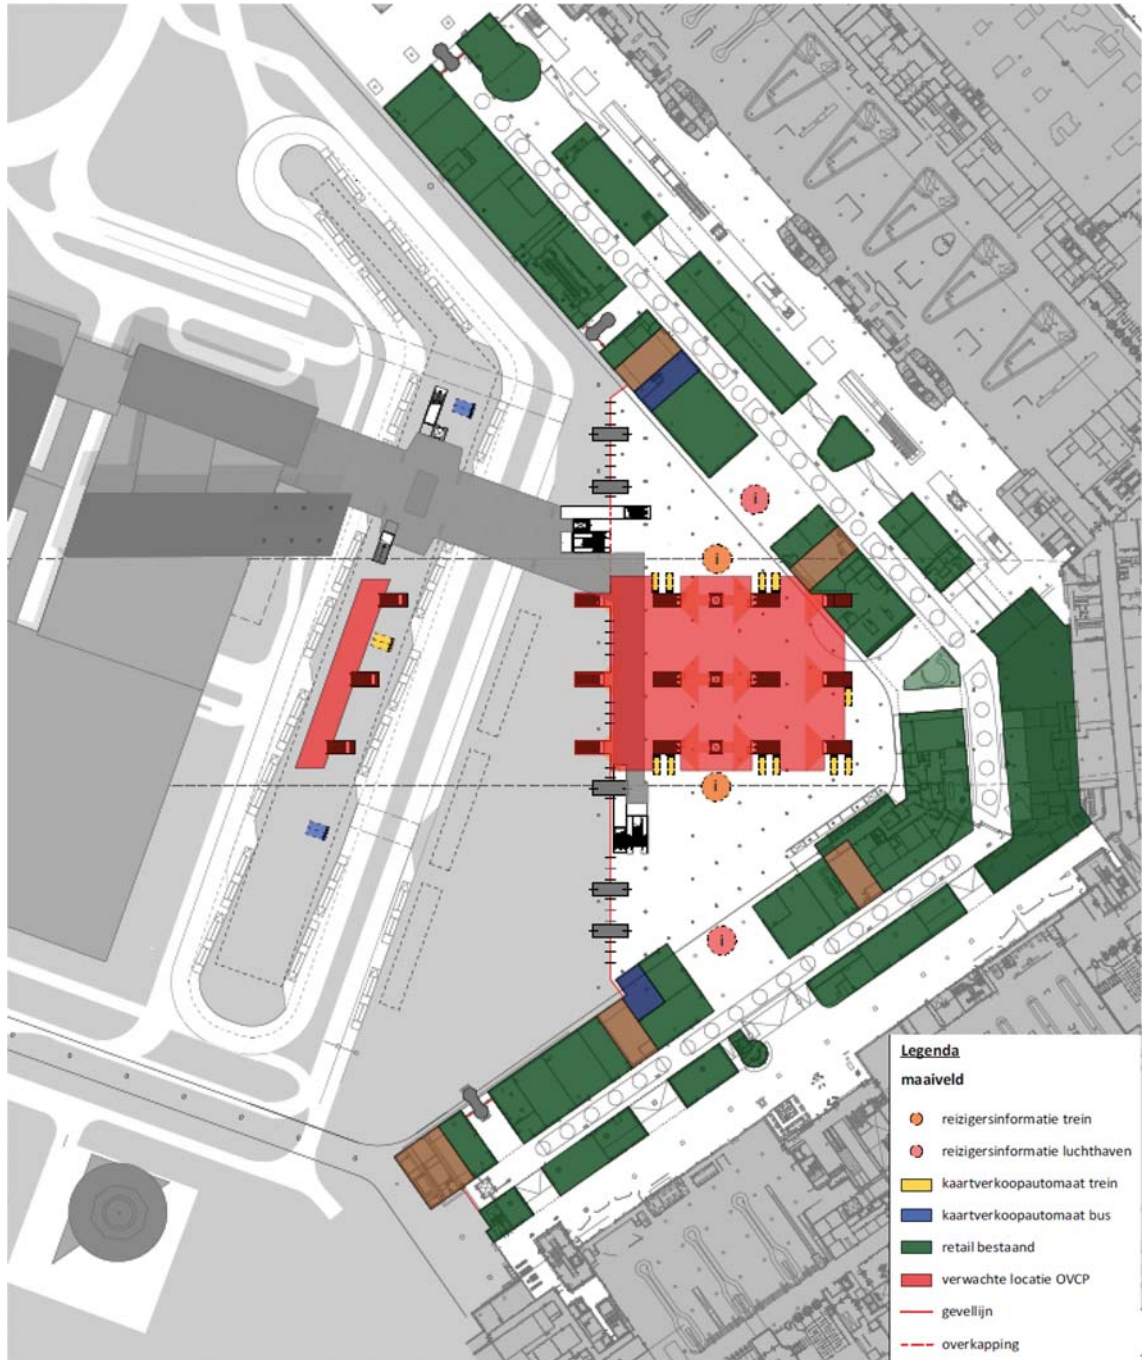 i
i
i
i
Legenda
maaiveld
reizigersinformatie trein
reizigersinformatie luchthaven
kaartverkoopautomaat trein
kaartverkoopautomaat bus
retail bestaand
verwachte locatie OVCP
gevellijn
overkapping